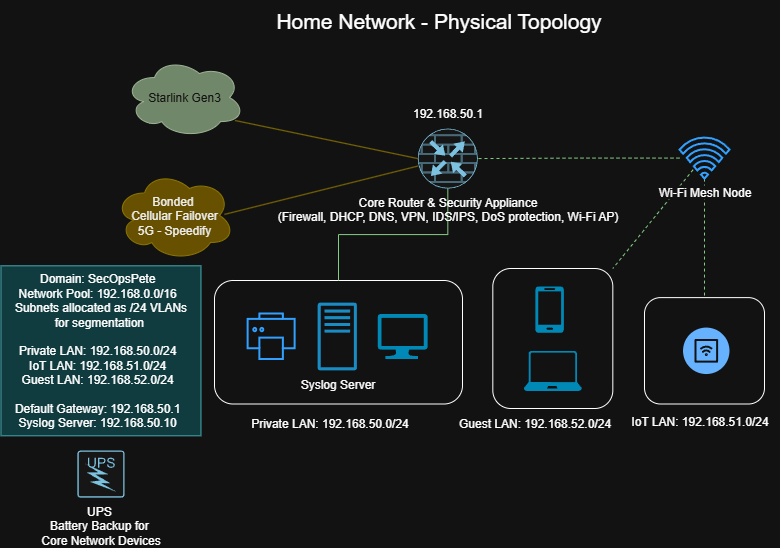 Home Network - Physical Topology
Starlink Gen3
192.168.50.1
Wi-Fi Mesh Node
Bonded
Cellular Failover
5G - Speedify
Core Router & Security Appliance
(Firewall, DHCP, DNS, VPN, IDS/IPS, DoS protection, Wi-Fi AP)
Domain: SecOpsPete
Network Pool: 192.168.0.0/16
Subnets allocated as /24 VLANs
for segmentation
Private LAN: 192.168.50.0/24
IoT LAN: 192.168.51.0/24
Guest LAN: 192.168.52.0/24
Default Gateway: 192.168.50.1
Syslog Server: 192.168.50.10
Syslog Server
Private LAN: 192.168.50.0/24
Guest LAN: 192.168.52.0/24
IoT LAN: 192.168.51.0/24
UPS
UPS
Battery Backup for
Core Network Devices